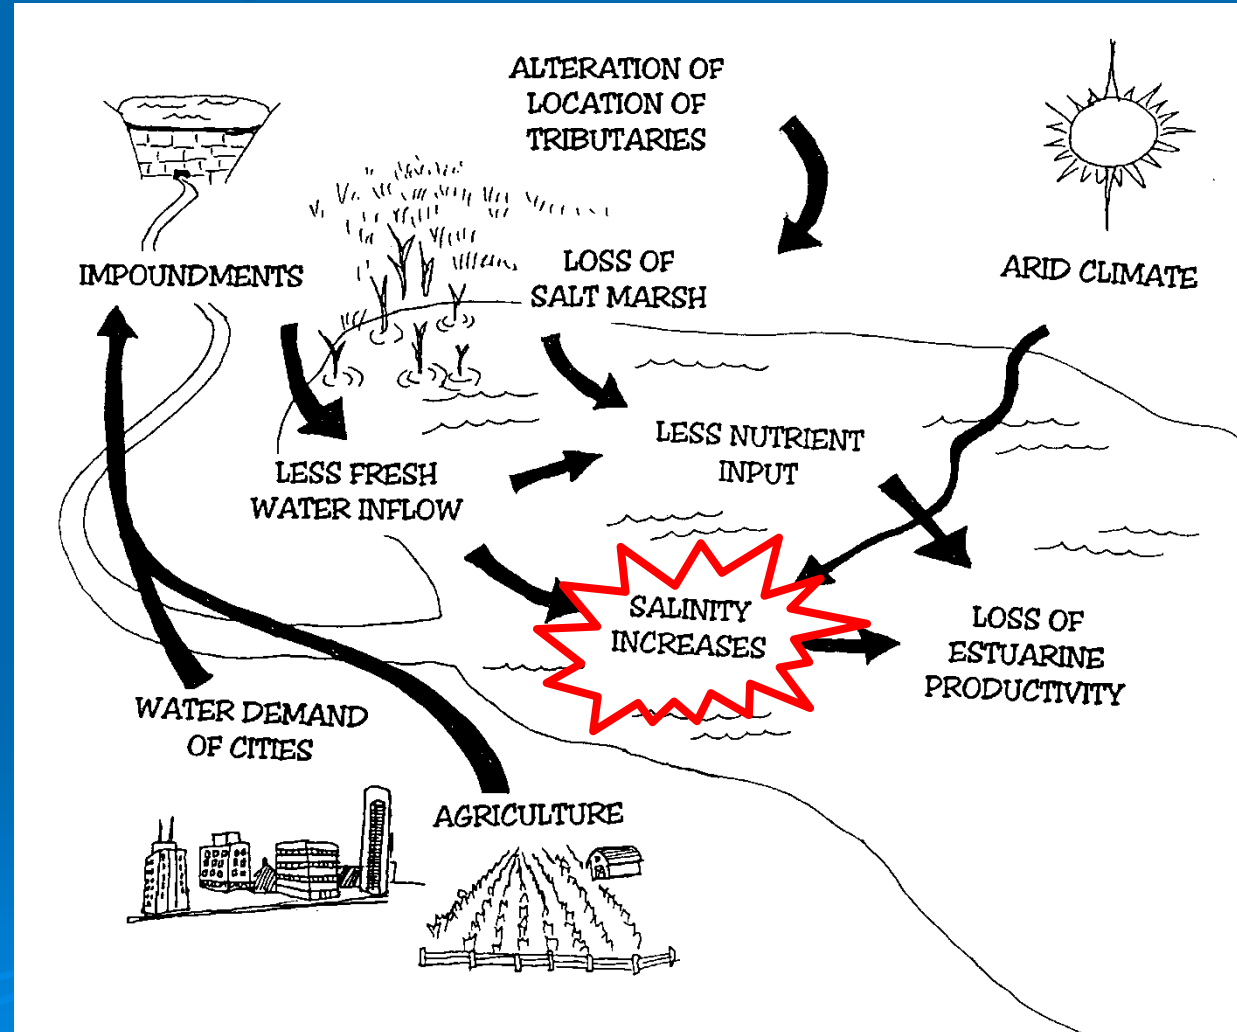 ALTERATION OF
LOCATION OF
TRIBUTARIES
IMPOUNDMENTS
LOSS OF
SALT MARSH
ARID CLIMATE
LESS FRESH
WATER INFLOW
LESS NUTRIENT
INPUT
SALINITY
INCREASES
LOSS OF
ESTUARINE
PRODUCTIVITY
WATER DEMAND
OF CITIES
AGRICULTURE